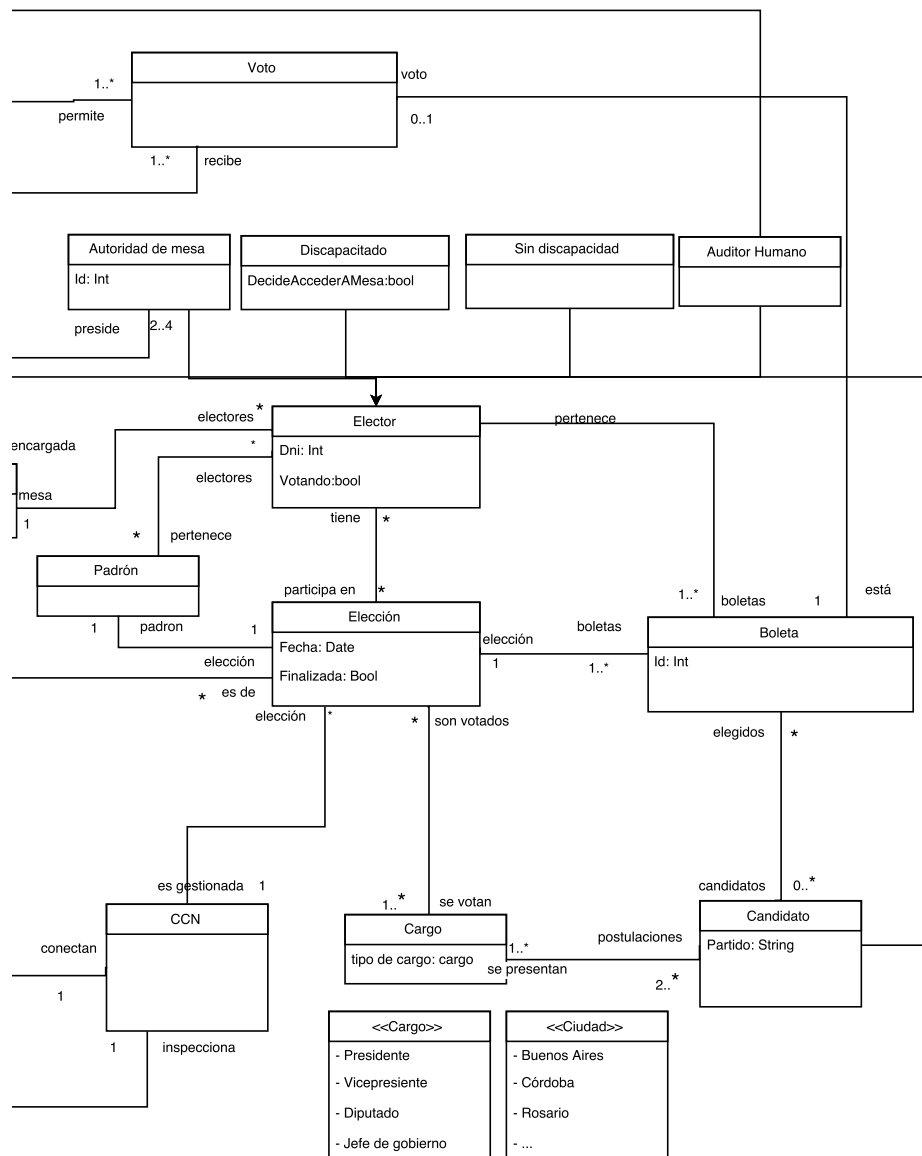 Voto
voto
1..*
permite
0..1
1..*
recibe
Autoridad de mesa
Id: Int
Discapacitado
DecideAccederAMesa:bool
Sin discapacidad
Auditor Humano
preside
2..4
electores
*
Elector
pertenece
encargada
*
Dni: Int
electores
Votando:bool
mesa
1
tiene
*
*
pertenece
Padrón
participa en
*
1..*
boletas
1
está
Elección
1
padron
1
boletas
Boleta
elección
Fecha: Date
elección
1
1..*
Id: Int
Finalizada: Bool
*
es de
elección
*
*
son votados
elegidos
*
es gestionada
1
candidatos
0..*
1..*
se votan
CCN
Cargo
Candidato
conectan
tipo de cargo: cargo
1..*
postulaciones
Partido: String
se presentan
1
2..*
1
inspecciona
<<Cargo>>
- Presidente
- Vicepresiente
- Diputado
- Jefe de gobierno
<<Ciudad>>
- Buenos Aires
- Córdoba
- Rosario
- ...